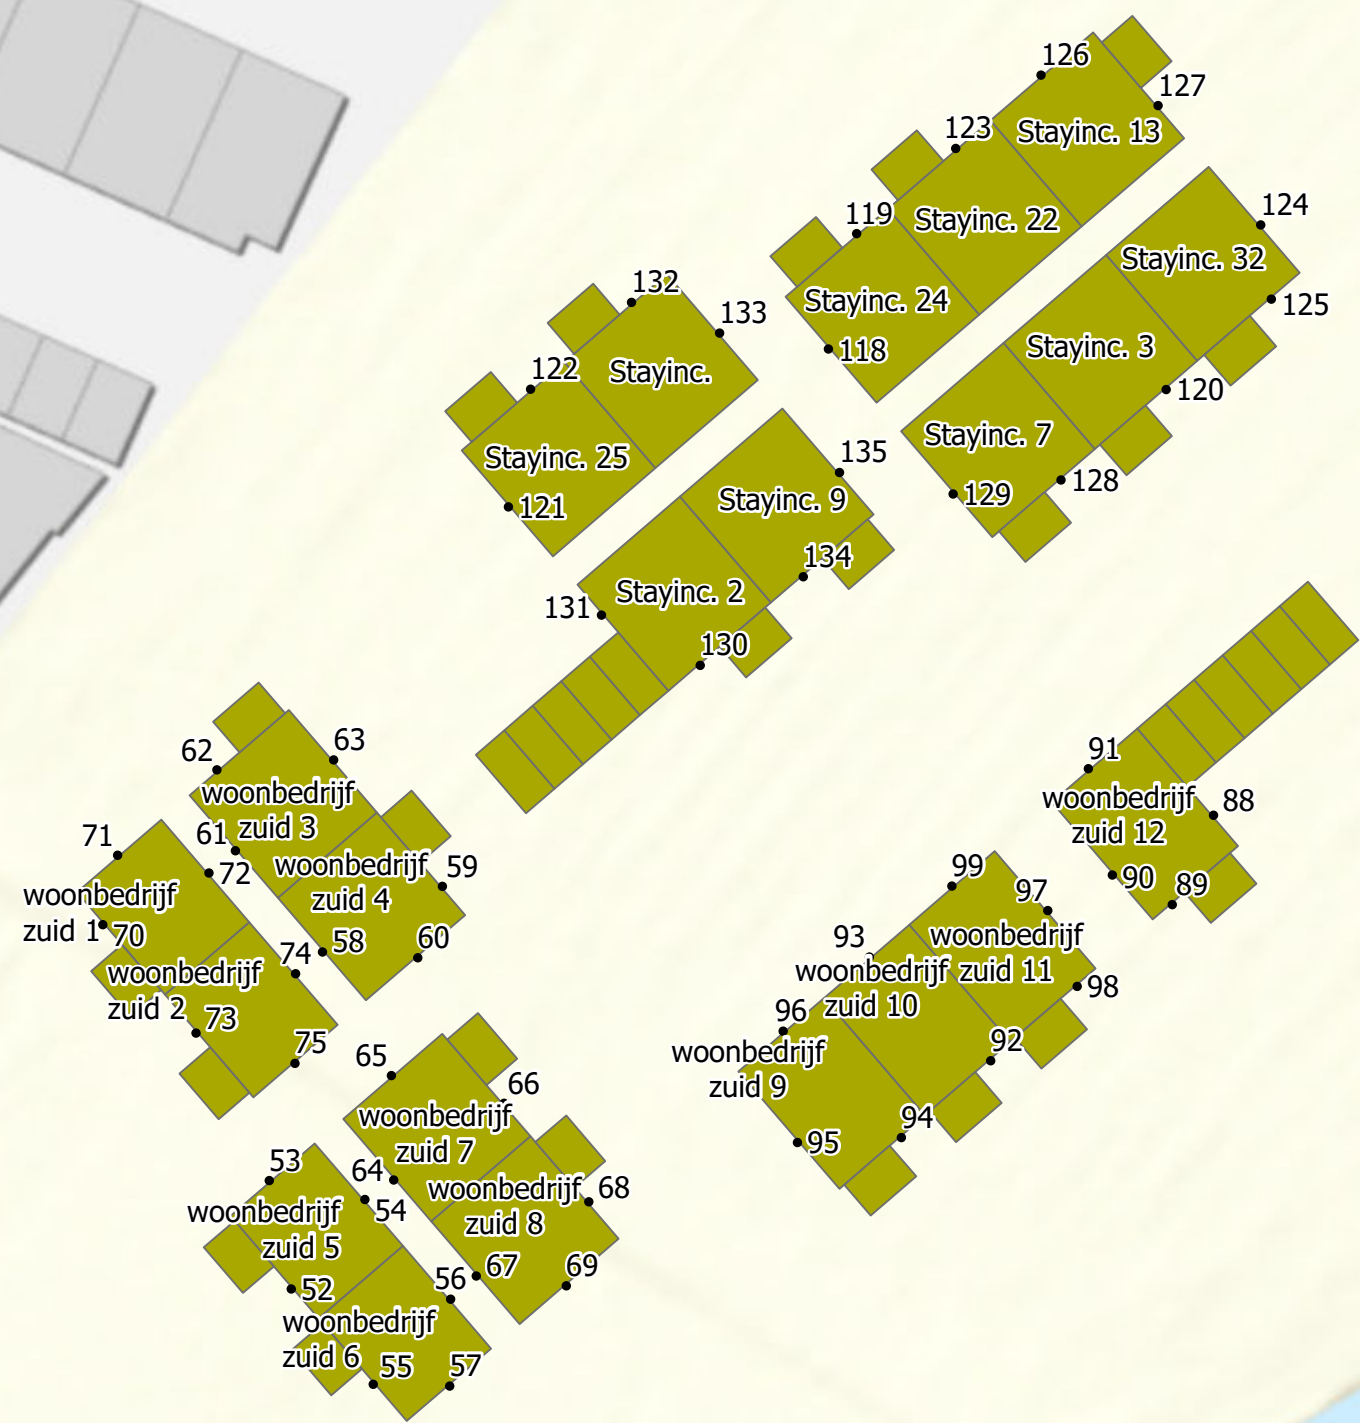 126
127
Stayinc. 13
123
124
119
Stayinc. 22
Stayinc. 32
132
Stayinc. 24
125
133
118
Stayinc. 3
122
Stayinc.
120
Stayinc. 7
Stayinc. 25
135
128
129
121
Stayinc. 9
134
Stayinc. 2
131
130
63
62
91
woonbedrijf
zuid 3
woonbedrijf
zuid 12
88
71
61
72
woonbedrijf
zuid 4
59
99
97
90
89
woonbedrijf
zuid 1
70
58
60
93
woonbedrijf
zuid 11
74
woonbedrijf
zuid 2
woonbedrijf
zuid 10
98
73
75
96
92
65
woonbedrijf
zuid 9
66
woonbedrijf
zuid 7
94
95
53
64
54
68
woonbedrijf
zuid 8
woonbedrijf
zuid 5
67
69
52
56
woonbedrijf
zuid 6
55
57